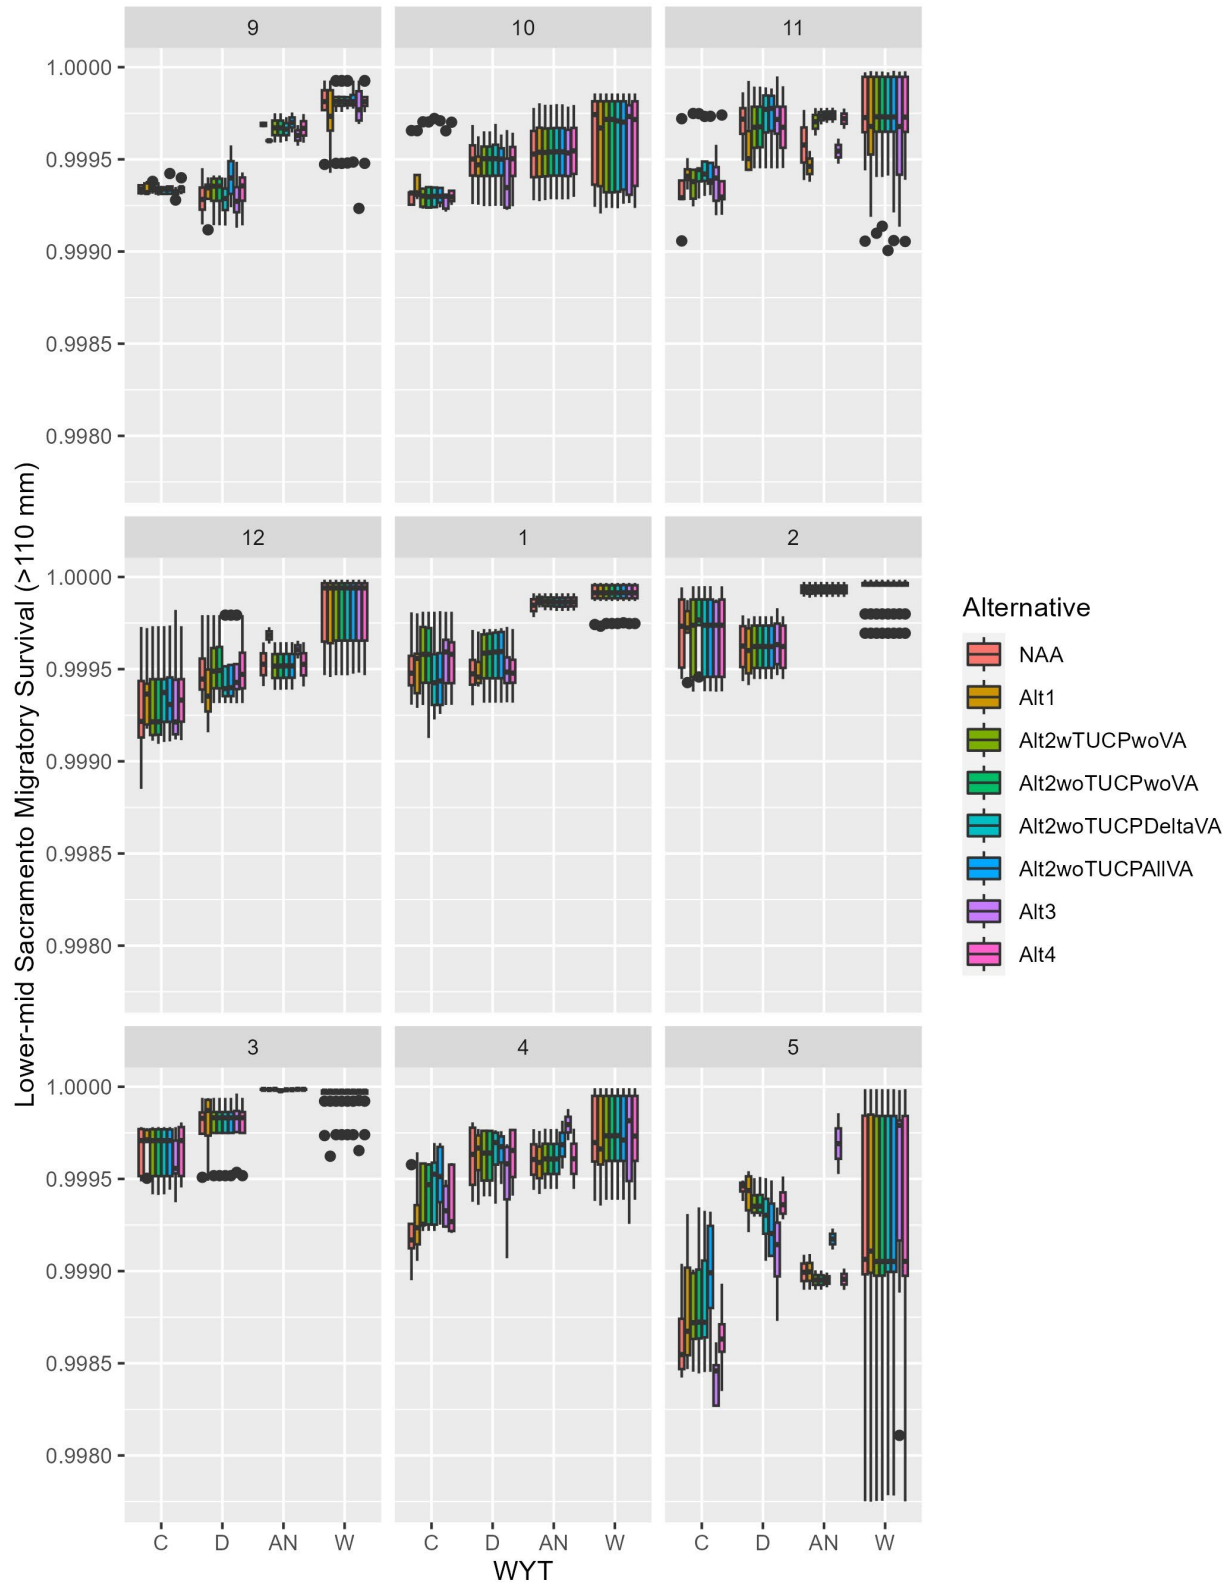 9 10 11
1.0000
0.9995
0.9990
0.9985
0.9980
12 1 2
1.0000
0.9995
0.9990
0.9985
0.9980
3 4 5
1.0000
0.9995
0.9990
0.9985
0.9980
C D AN W C D AN W C D AN W
WYT
Lower-mid Sacramento Migratory Survival (>110 mm)
Alternative
NAA
Alt1
Alt2wTUCPwoVA
Alt2woTUCPwoVA
Alt2woTUCPDeltaVA
Alt2woTUCPAllVA
Alt3
Alt4